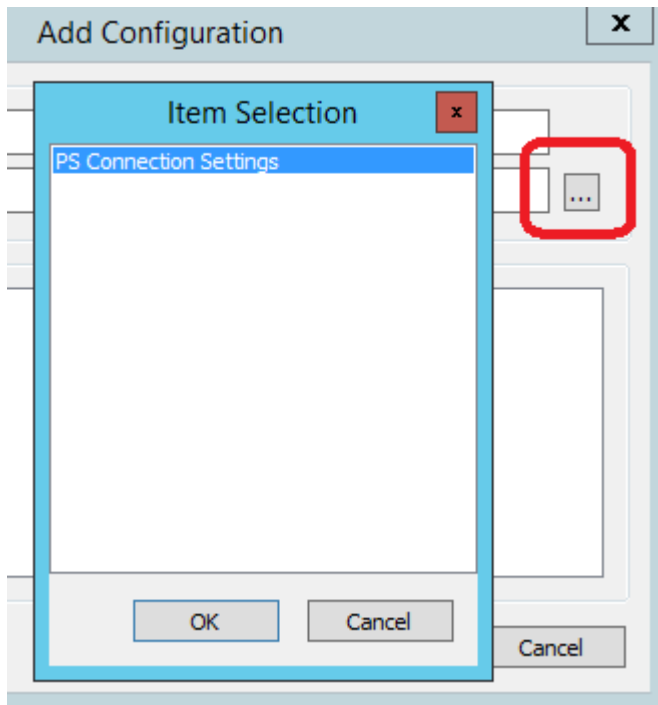 Add Configuration
x
Item Selection
x
PS Connection Settings
...
OK
Cancel
Cancel